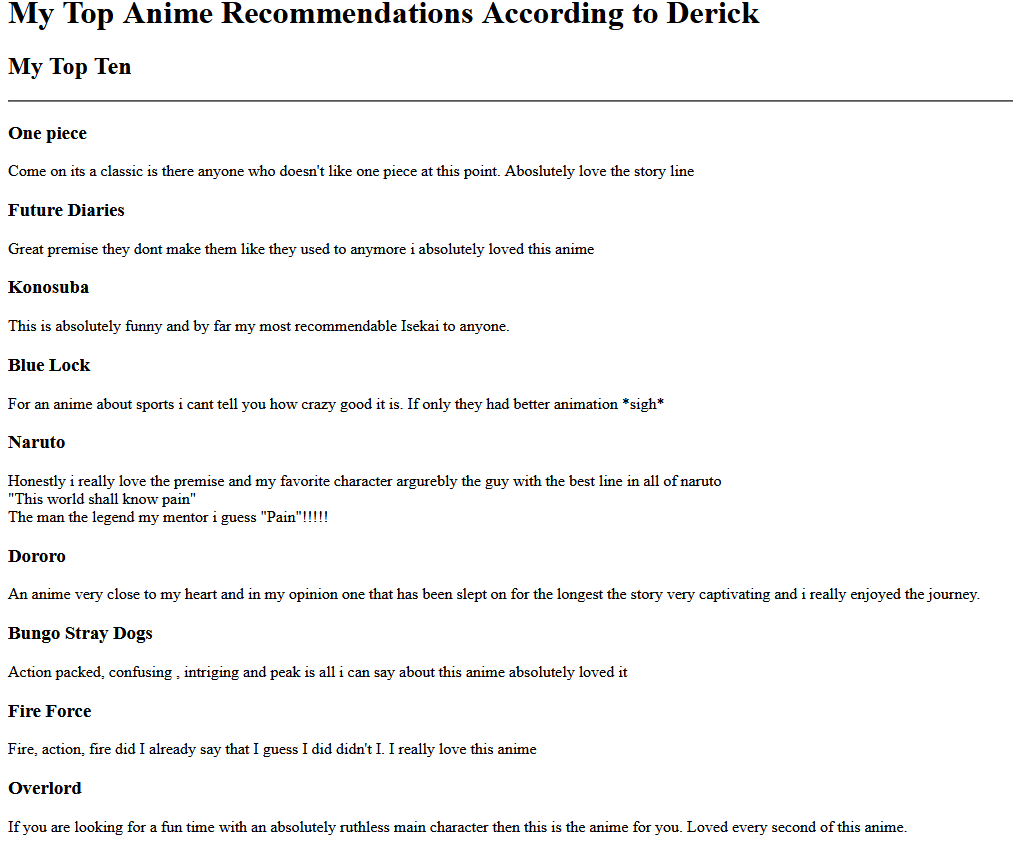 My Top Anime Recommendations According to Derick
My Top Ten
One piece
Come on its a classic is there anyone who doesn't like one piece at this point. Aboslutely love the story line
Future Diaries
Great premise they dont make them like they used to anymore i absolutely loved this anime
Konosuba
This is absolutely funny and by far my most recommendable Isekai to anyone.
Blue Lock
For an anime about sports i cant tell you how crazy good it is. If only they had better animation *sigh*
Naruto
Honestly i really love the premise and my favorite character argurebly the guy with the best line in all of naruto
"This world shall know pain"
The man the legend my mentor i guess "Pain"!!!!!
Dororo
An anime very close to my heart and in my opinion one that has been slept on for the longest the story very captivating and i really enjoyed the journey.
Bungo Stray Dogs
Action packed, confusing , intriging and peak is all i can say about this anime absolutely loved it
Fire Force
Fire, action, fire did I already say that I guess I did didn't I. I really love this anime
Overlord
If you are looking for a fun time with an absolutely ruthless main character then this is the anime for you. Loved every second of this anime.